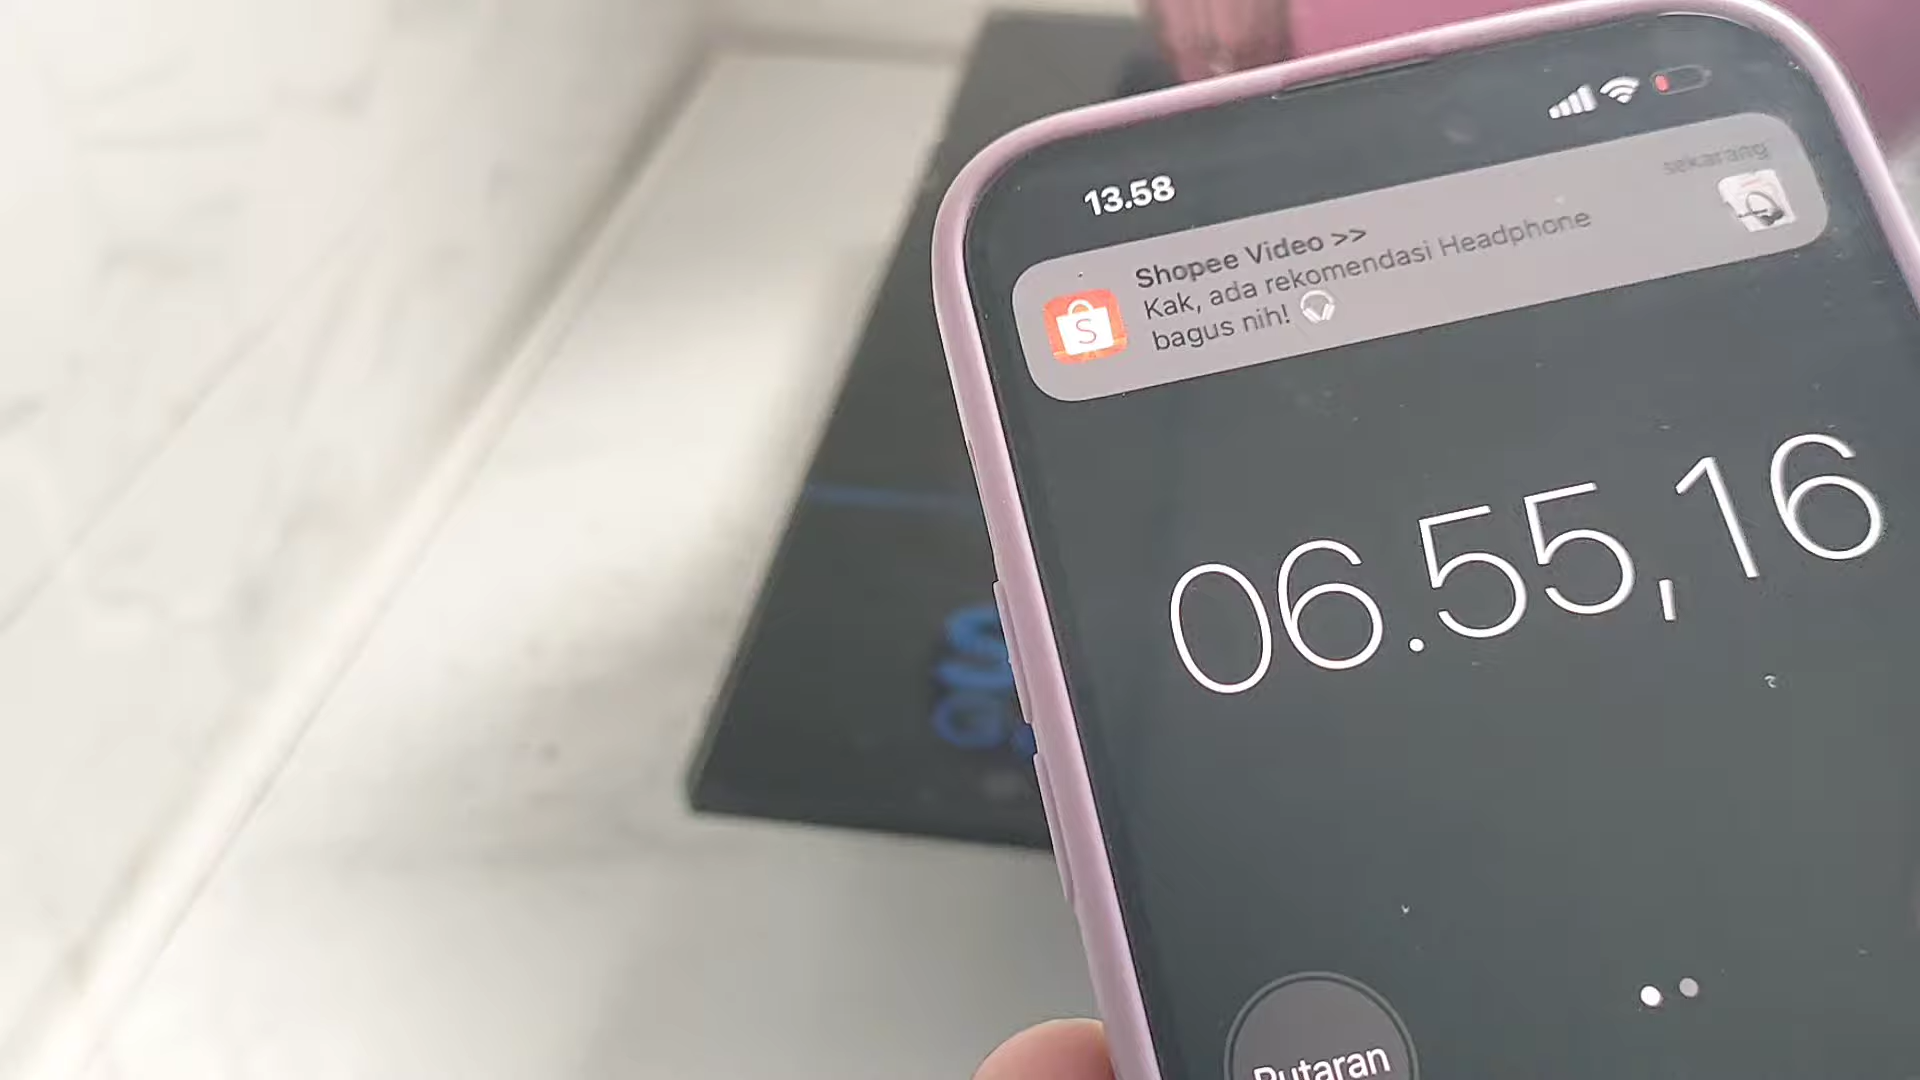 13.58
sekarang
Shopee Video >>
Kak, ada rekomendasi Headphone
bagus nih!
S
06.55,16
Putaran